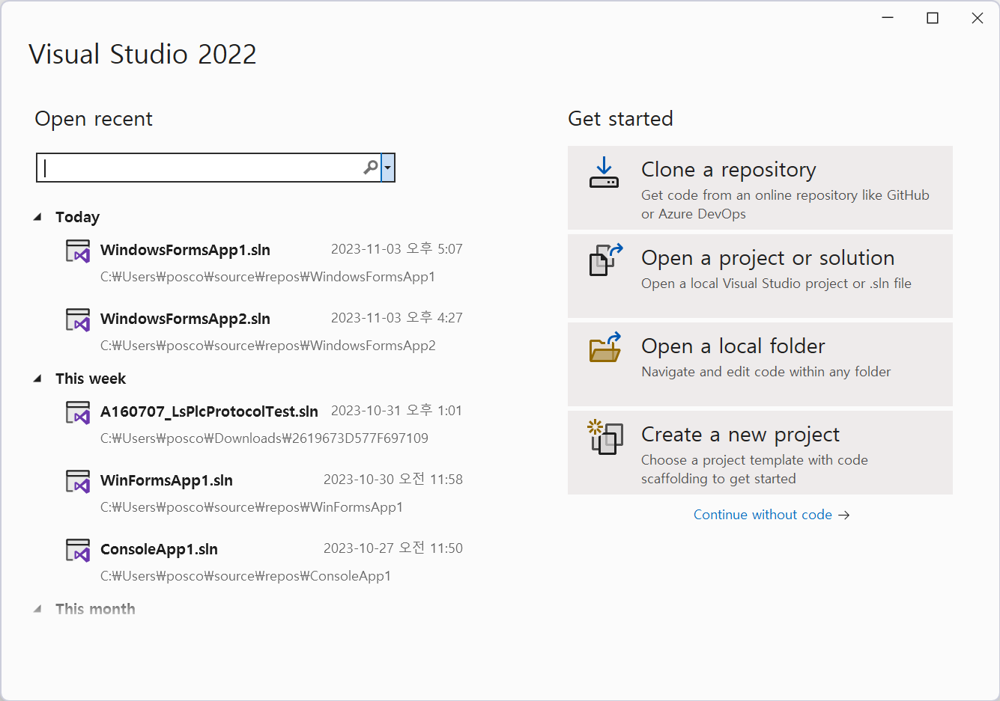 Visual Studio 2022
Open recent
Today
WindowsFormsApp1.sln 2023-11-03 오후 5:07
C:₩Users₩posco₩source₩repos₩WindowsFormsApp1
WindowsFormsApp2.sln 2023-11-03 오후 4:27
C:₩Users₩posco₩source₩repos₩WindowsFormsApp2
This week
A160707_LsPlcProtocolTest.sln 2023-10-31 오후 1:01
C:₩Users₩posco₩Downloads₩2619673D577F697109
WinFormsApp1.sln 2023-10-30 오전 11:58
C:₩Users₩posco₩source₩repos₩WinFormsApp1
ConsoleApp1.sln 2023-10-27 오전 11:50
C:₩Users₩posco₩source₩repos₩ConsoleApp1
This month
Get started
Clone a repository
Get code from an online repository like GitHub
or Azure DevOps
Open a project or solution
Open a local Visual Studio project or .sln file
Open a local folder
Navigate and edit code within any folder
Create a new project
Choose a project template with code
scaffolding to get started
Continue without code →